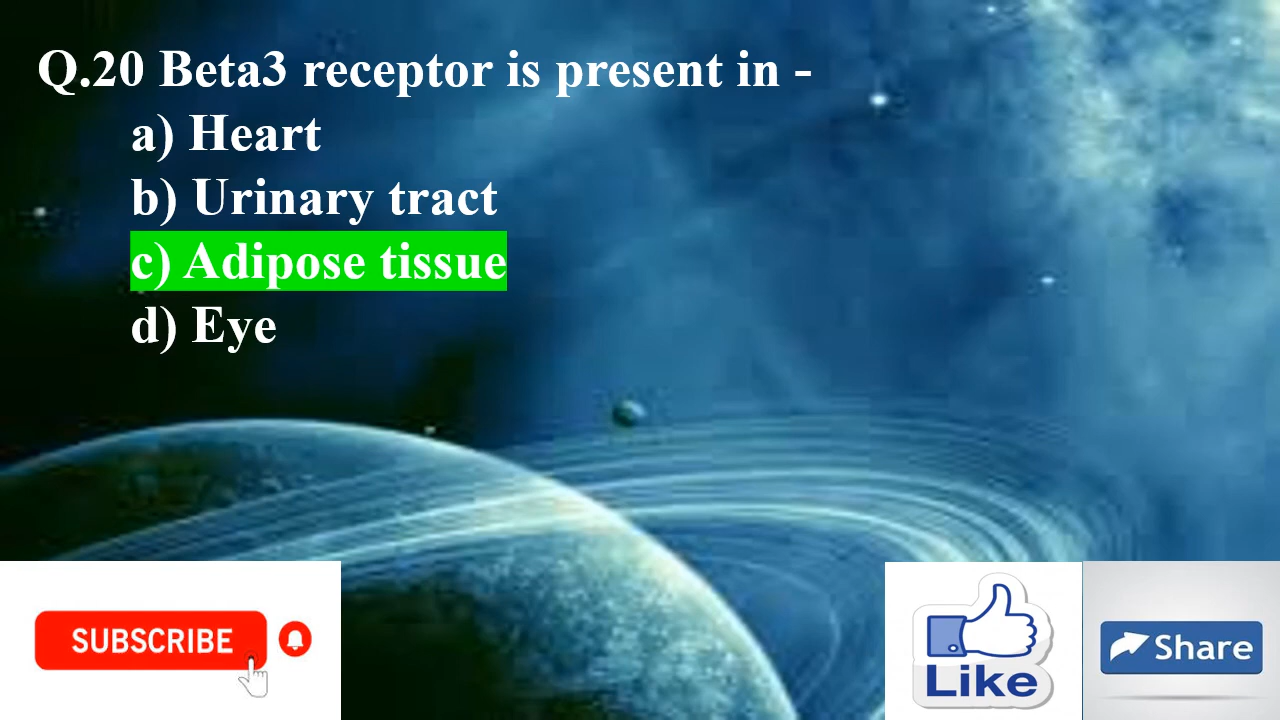 Q.20 Beta3 receptor is present in -
a) Heart
b) Urinary tract
c) Adipose tissue
d) Eye
SUBSCRIBE
Like
Share